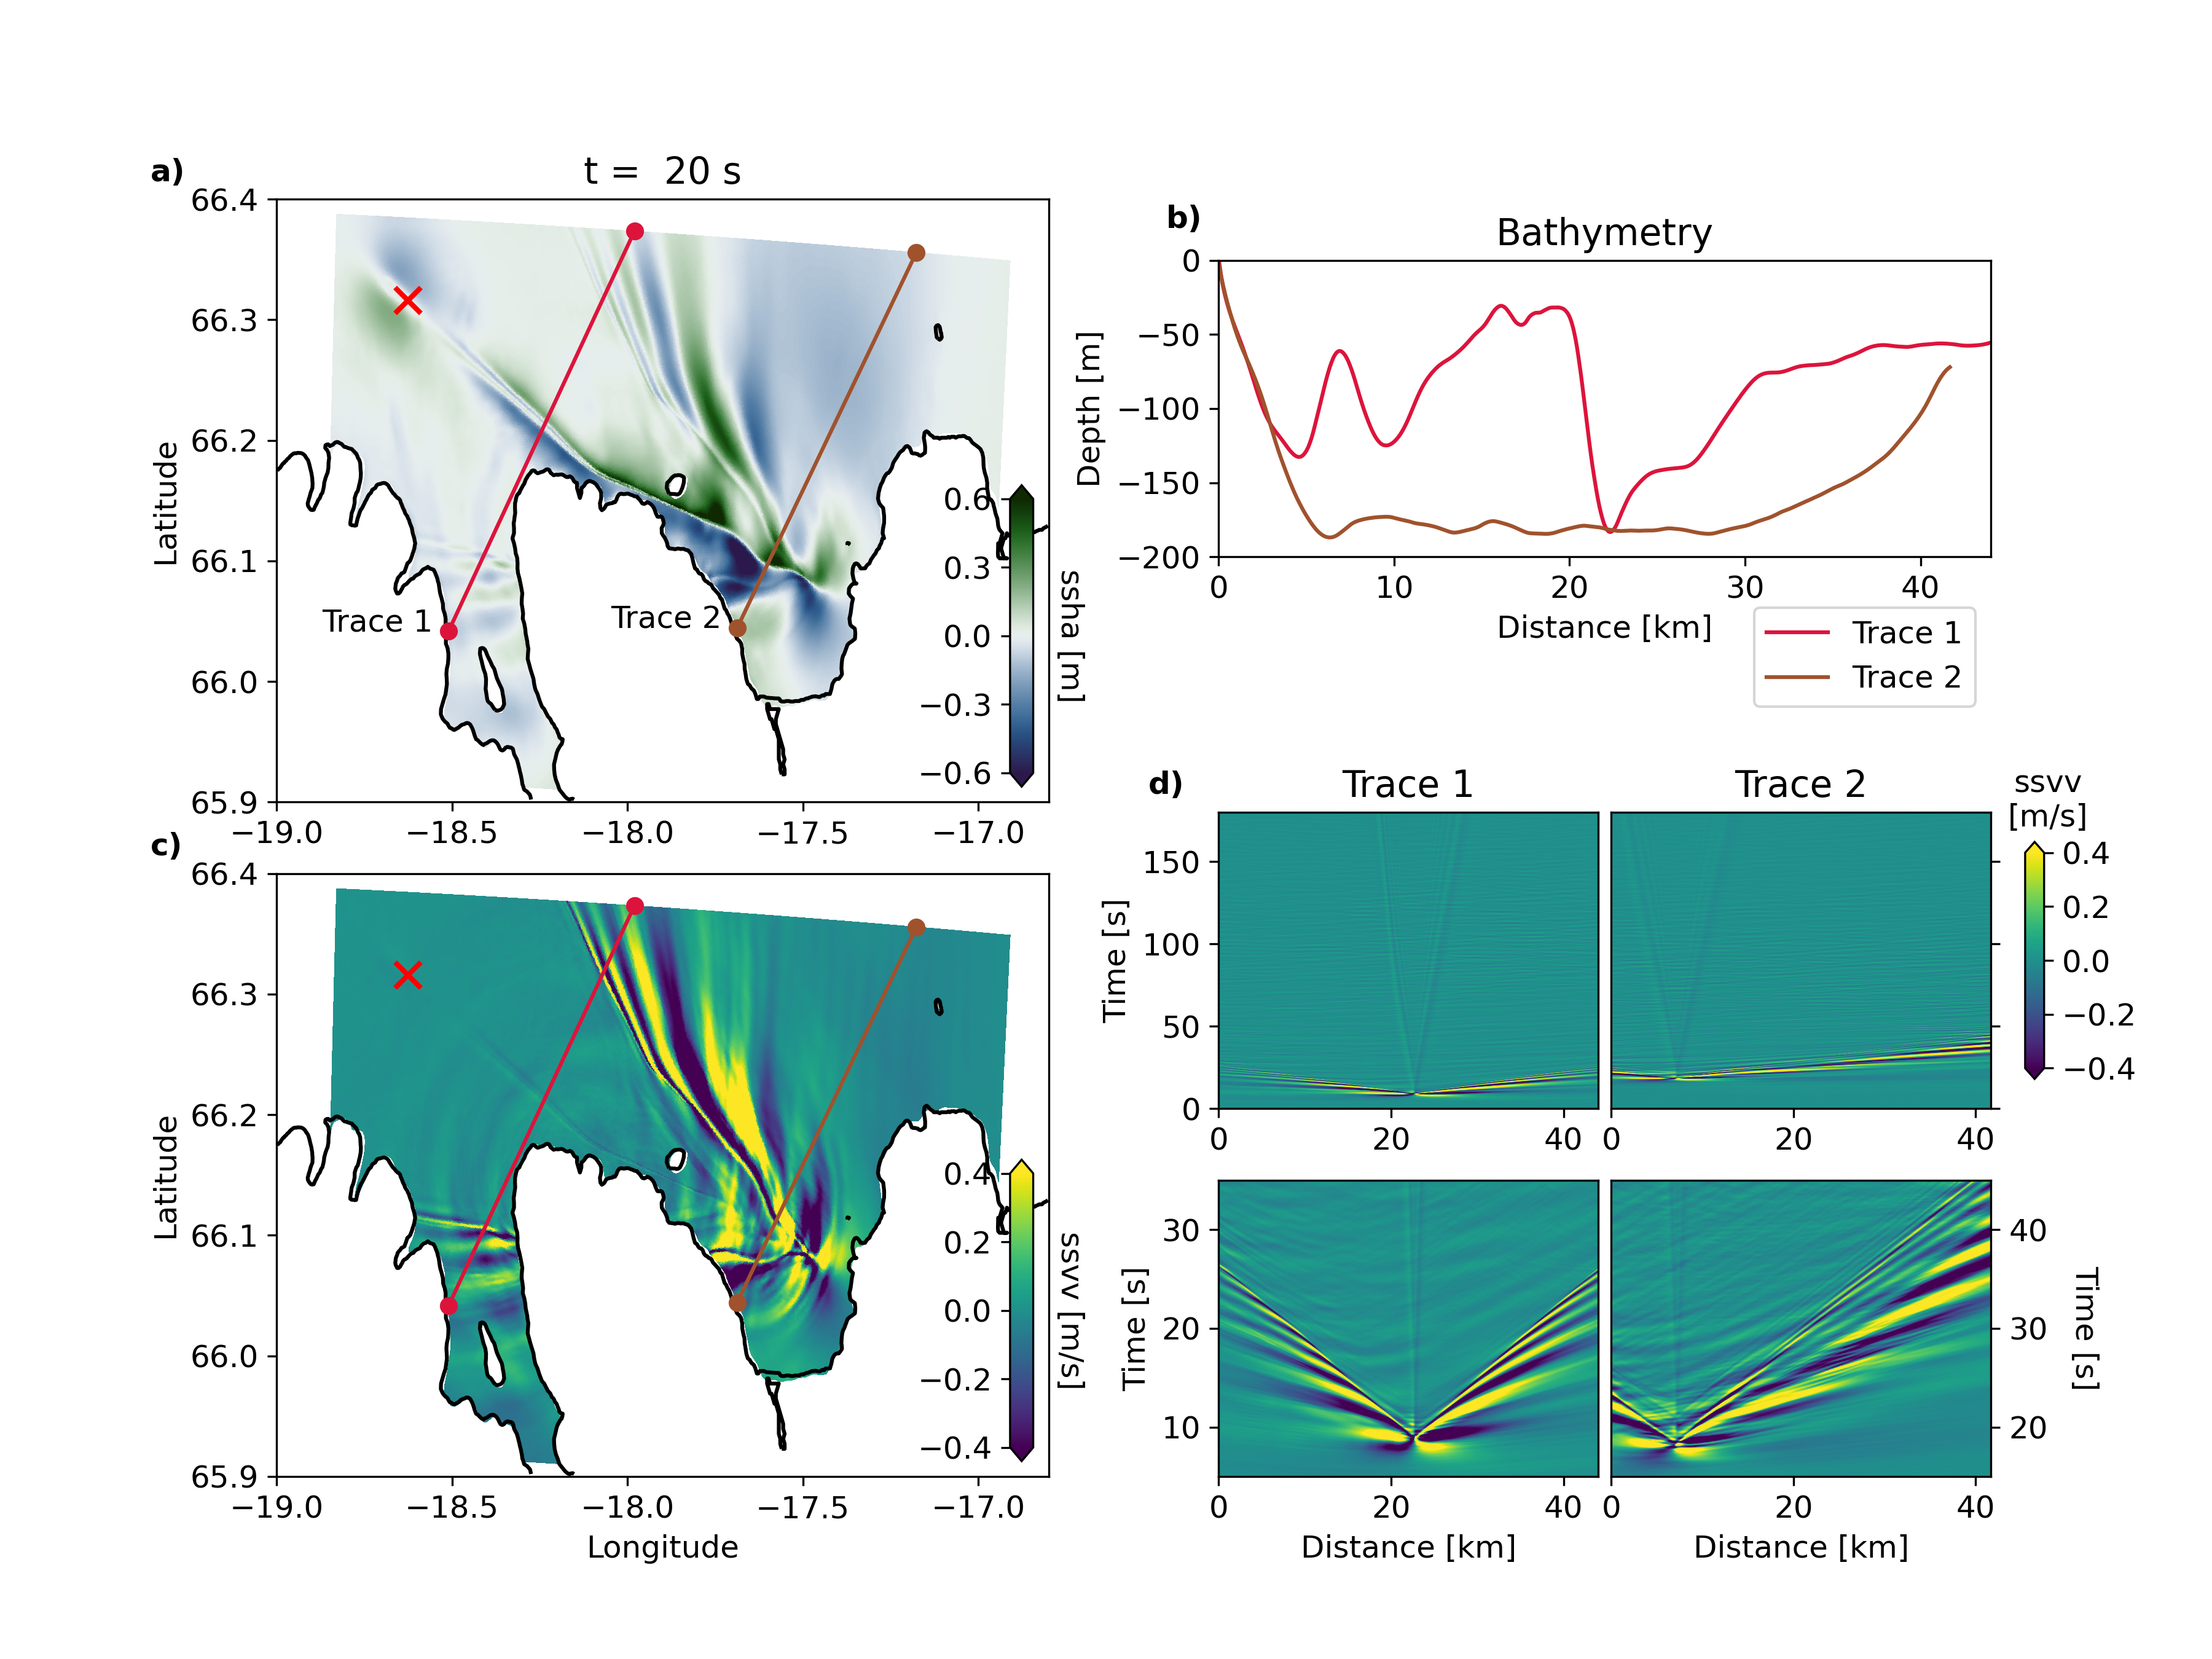 a)
t =  20 s
66.4
66.3
66.2
66.1
66.0
65.9
Latitude
−19.0 −18.5 −18.0 −17.5 −17.0
Trace 1
Trace 2
0.6
0.3
0.0
−0.3
−0.6
ssha [m]
b)
Bathymetry
0
−50
−100
−150
−200
Depth [m]
0 10 20 30 40
Distance [km]
Trace 1
Trace 2
c)
66.4
66.3
66.2
66.1
66.0
65.9
Latitude
0.4
0.2
0.0
−0.2
−0.4
ssvv [m/s]
−19.0 −18.5 −18.0 −17.5 −17.0
Longitude
d)
Trace 1
Trace 2
ssvv
[m/s]
0.4
0.2
0.0
−0.2
−0.4
150
100
50
0
Time [s]
0 20 40
0 20 40
30
20
10
Time [s]
40
30
20
Time [s]
0 20 40
0 20 40
Distance [km]
Distance [km]